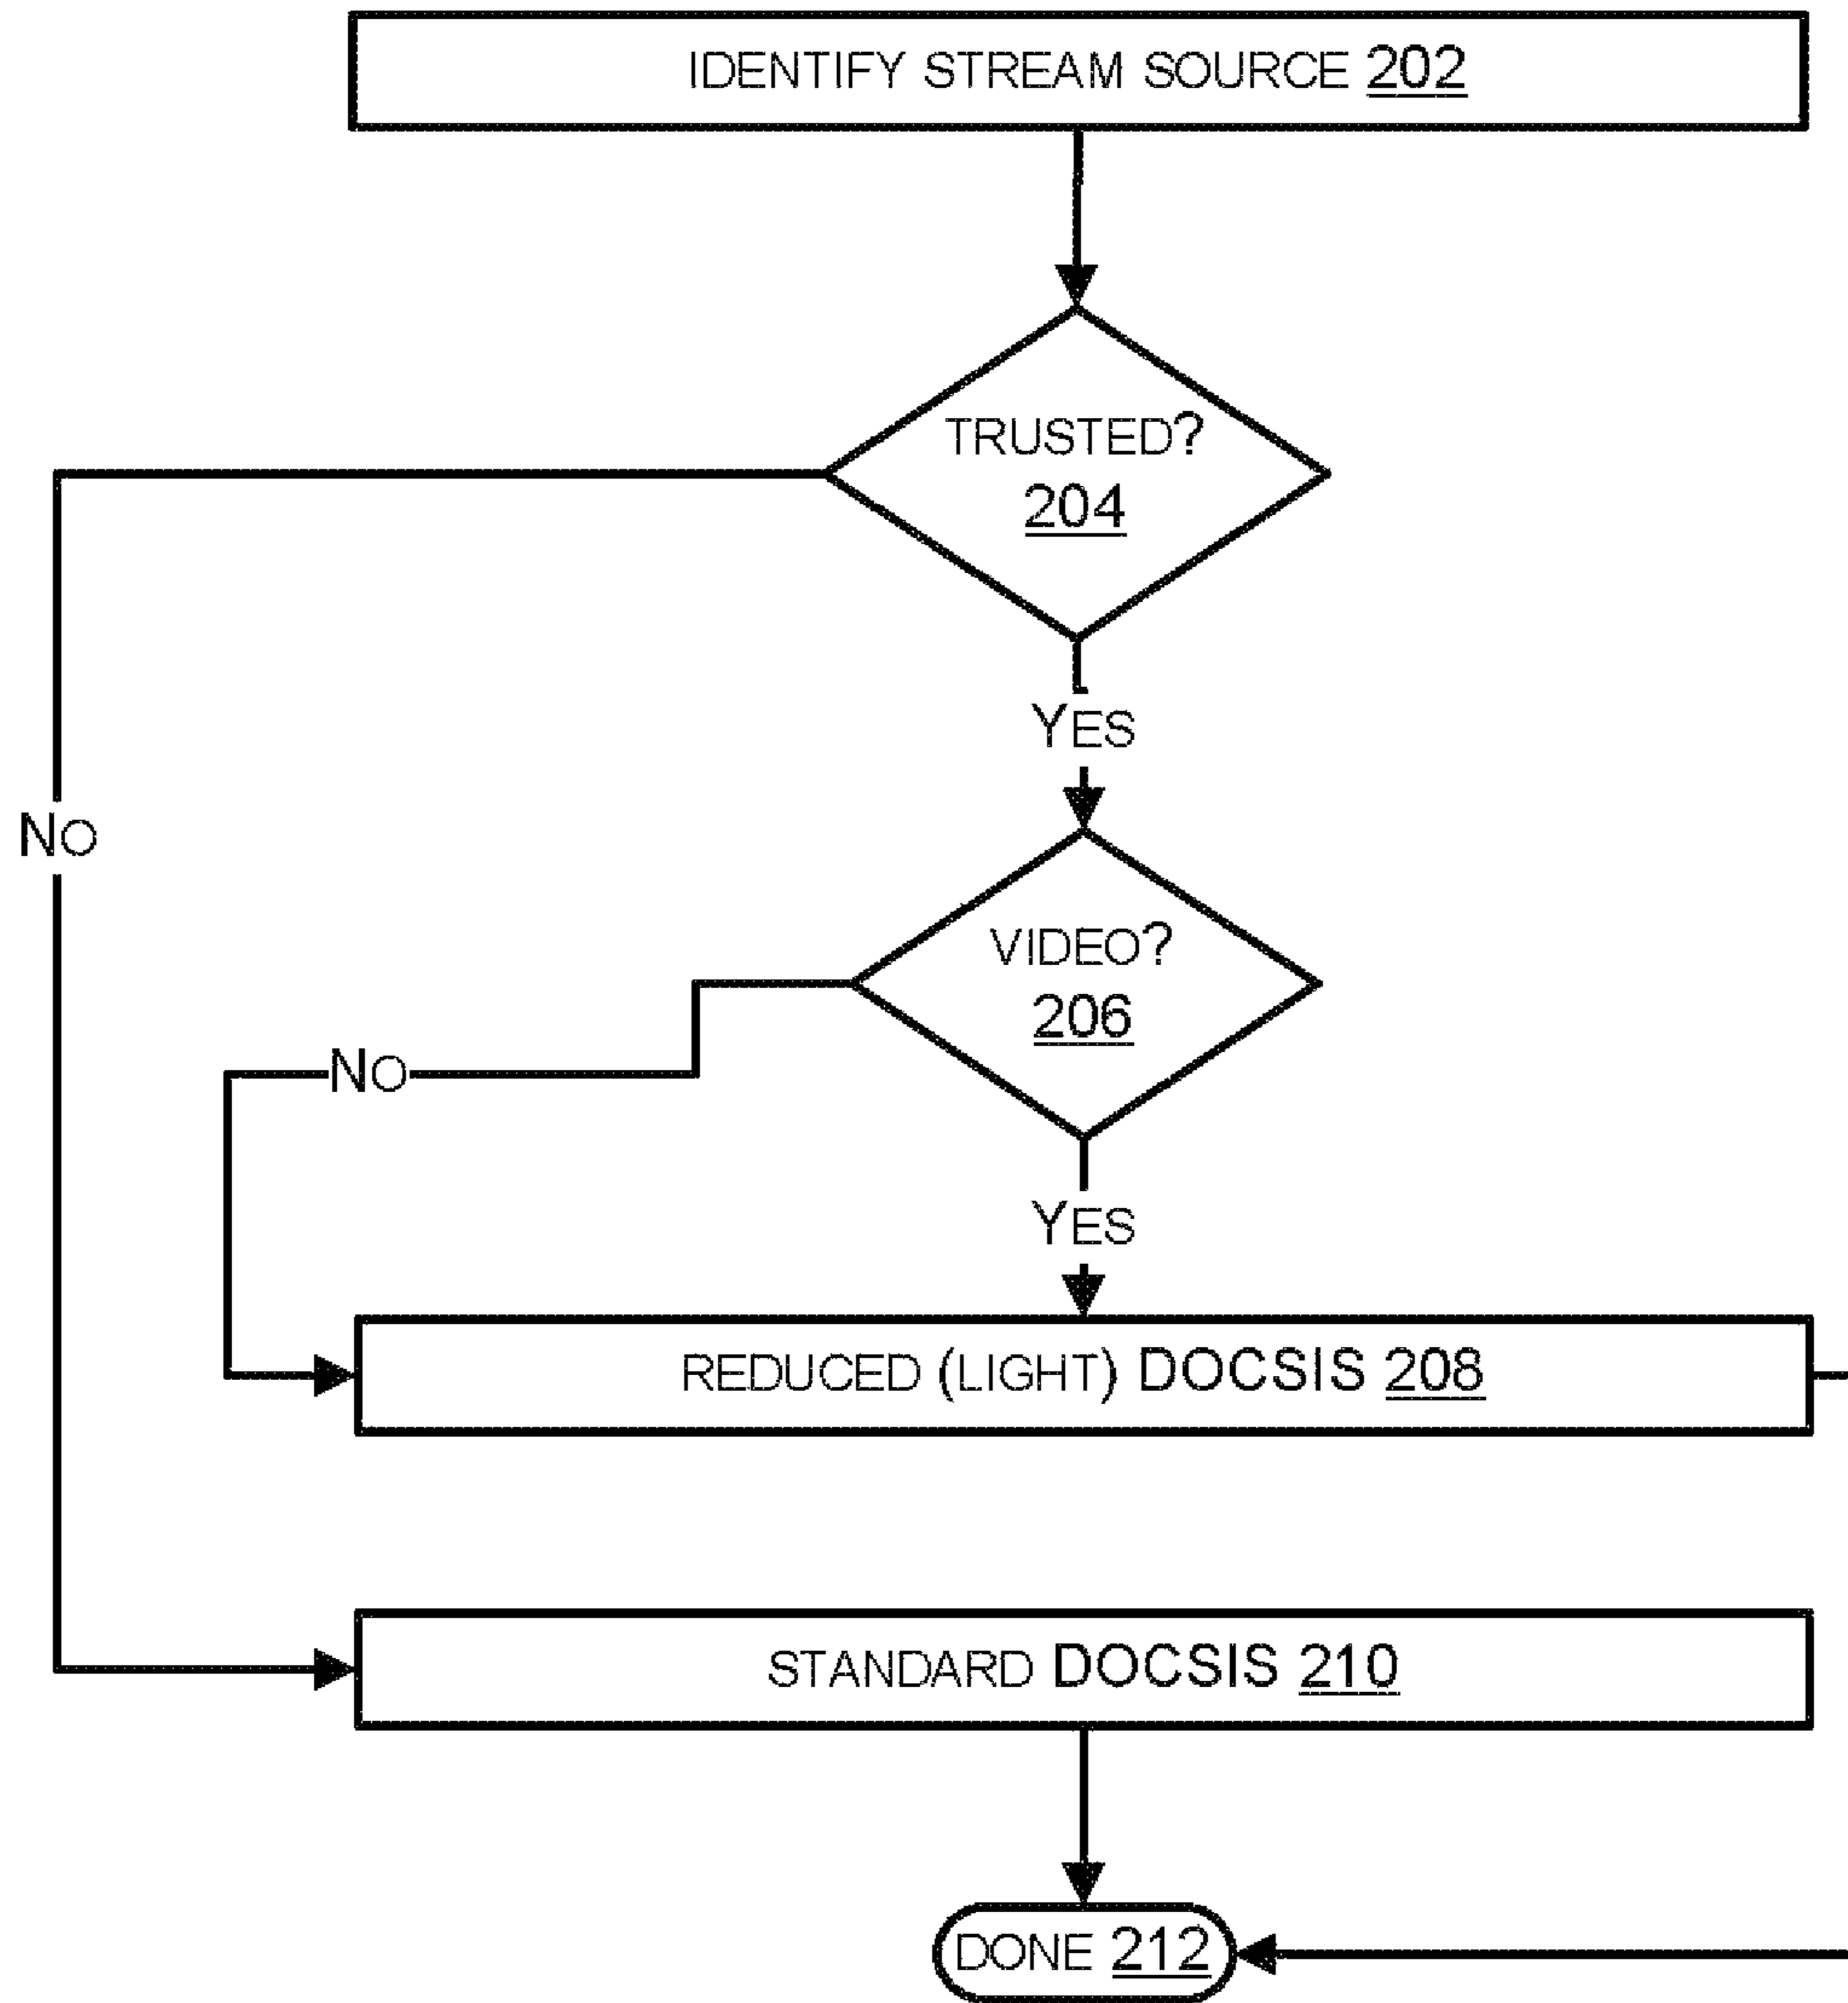 IDENTIFY STREAM SOURCE 202
TRUSTED?
204
YES
NO
VIDEO?
206
NO
YES
REDUCED (LIGHT) DOCSIS 208
STANDARD DOCSIS 210
DONE 212